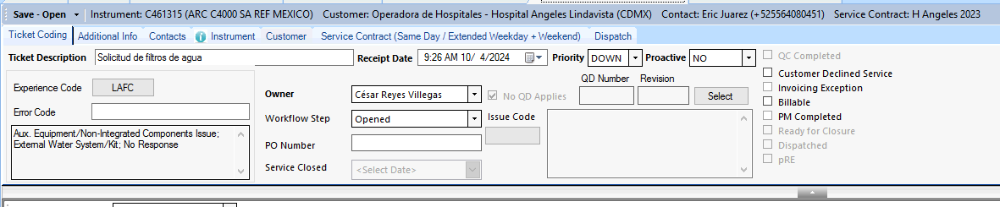 Save - Open Instrument: C461315 (ARC C4000 SA REF MEXICO) Customer: Operadora de Hospitales - Hospital Angeles Lindavista (CDMX) Contact: Eric Juarez (+525564080451) Service Contract: H Angeles 2023
Ticket Coding Additional Info Contacts Instrument Customer Service Contract (Same Day / Extended Weekday + Weekend) Dispatch
Ticket Description Solicitud de filtros de agua Receipt Date 9:26 AM 10/ 4/2024 Priority DOWN Proactive NO QC Completed
Customer Declined Service
Experience Code LAFC Owner César Reyes Villegas No QD Applies QD Number Revision Select Invoicing Exception
Billable
Error Code Workflow Step Opened Issue Code PM Completed
Aux. Equipment/Non-Integrated Components Issue; Ready for Closure
External Water System/Kit; No Response PO Number Dispatched
pRE
Service Closed <Select Date>